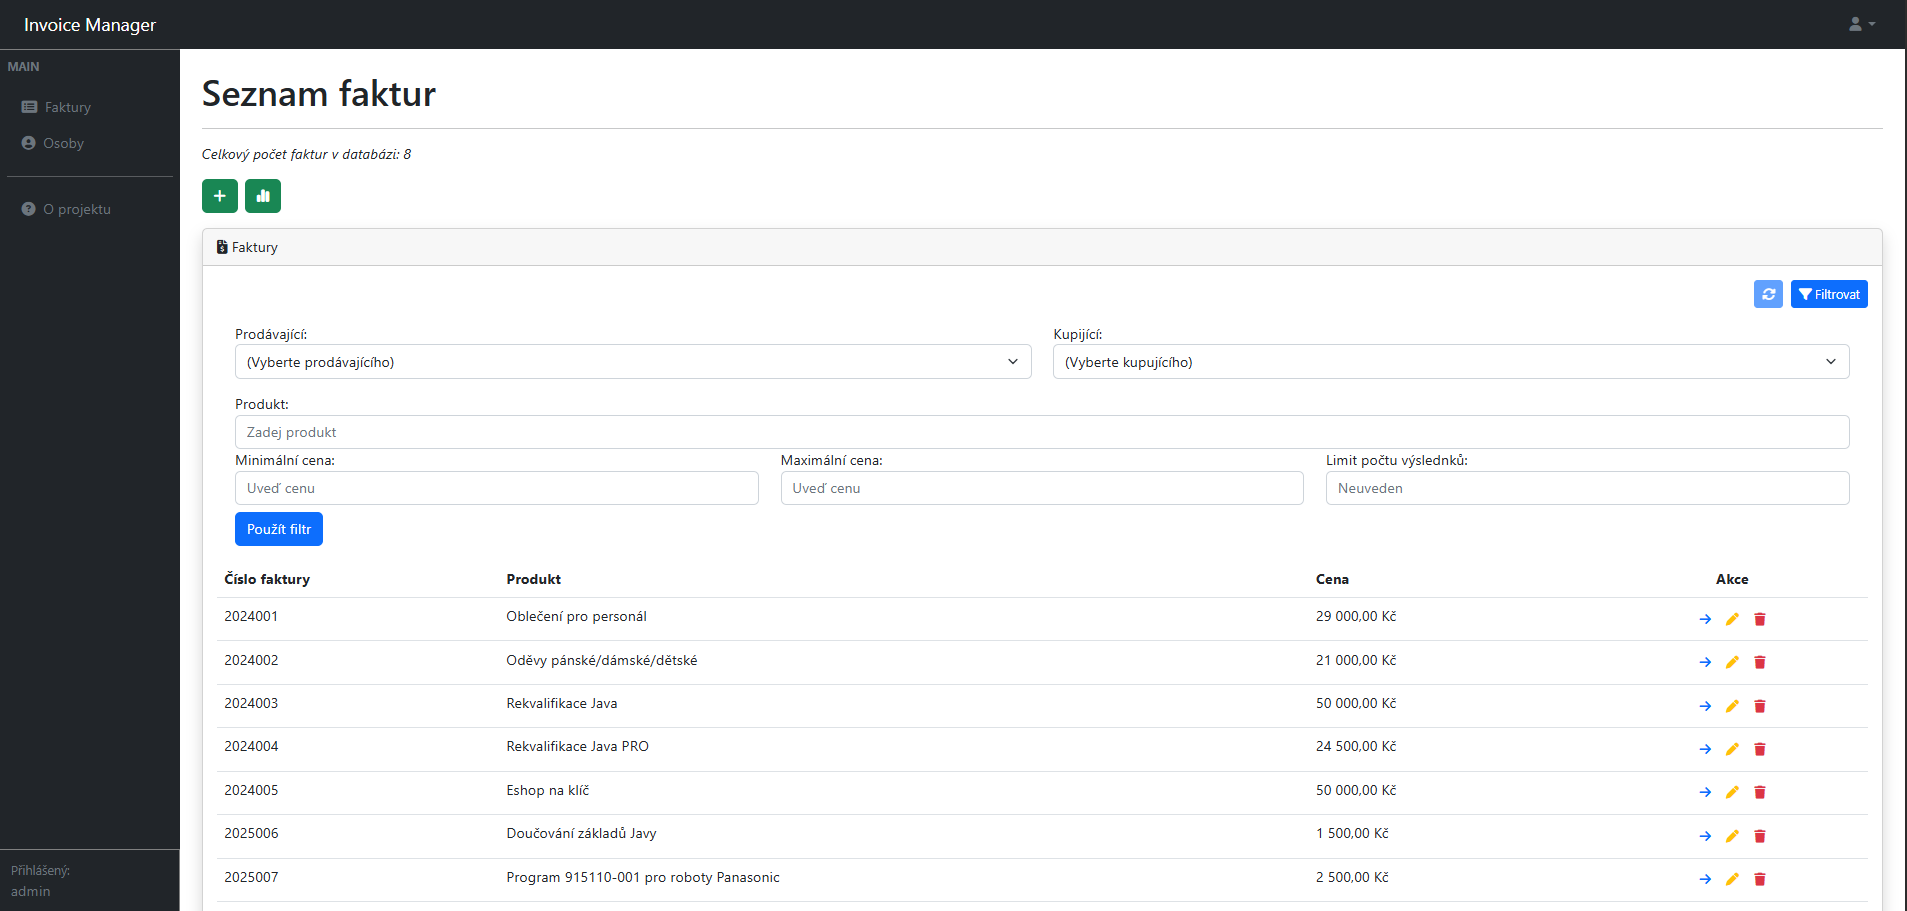 Invoice Manager
MAIN
Faktury
Osoby
O projektu
Přihlášený:
admin
Seznam faktur
Celkový počet faktur v databázi: 8
Faktury
Filtrovat
Prodávající: Kupijící:
(Vyberte prodávajícího) (Vyberte kupujícího)
Produkt:
Zadej produkt
Minimální cena: Maximální cena: Limit počtu výslednků:
Uveď cenu Uveď cenu Neuveden
Použít filtr
Číslo faktury Produkt Cena Akce
2024001 Oblečení pro personál 29 000,00 Kč
2024002 Oděvy pánské/dámské/dětské 21 000,00 Kč
2024003 Rekvalifikace Java 50 000,00 Kč
2024004 Rekvalifikace Java PRO 24 500,00 Kč
2024005 Eshop na klíč 50 000,00 Kč
2025006 Doučování základů Javy 1 500,00 Kč
2025007 Program 915110-001 pro roboty Panasonic 2 500,00 Kč